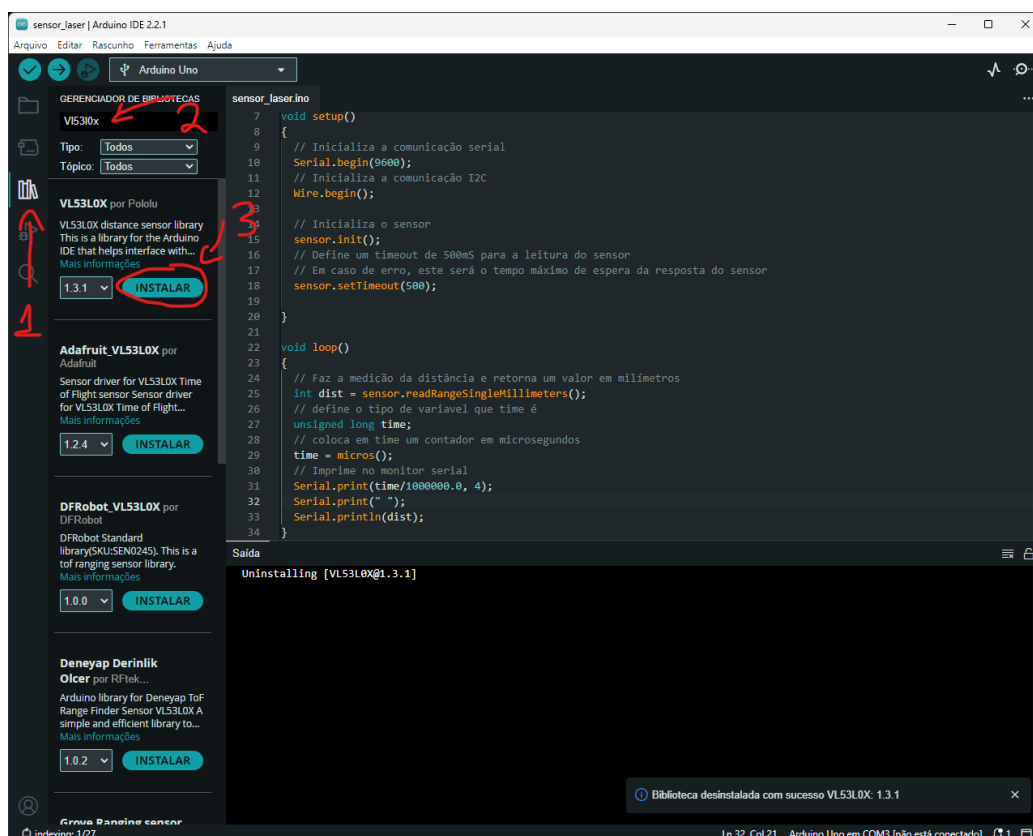 sensor_laser | Arduino IDE 2.2.1
Arquivo Editar Rascunho Ferramentas Ajuda
Arduino Uno
GERENCIADOR DE BIBLIOTECAS
Vl53l0x
2
Tipo: Todos
Tópico: Todos
VL53L0X por Pololu
VL53L0X distance sensor library
This is a library for the Arduino
IDE that helps interface with...
Mais informações
1.3.1 INSTALAR
3
1
Adafruit_VL53L0X por
Adafruit
Sensor driver for VL53L0X Time
of Flight sensor Sensor driver
for VL53L0X Time of Flight...
Mais informações
1.2.4 INSTALAR
DFRobot_VL53L0X por
DFRobot
DFRobot Standard
library(SKU:SEN0245). This is a
tof ranging sensor library.
Mais informações
1.0.0 INSTALAR
Deneyap Derinlik
Olcer por RFtek...
Arduino library for Deneyap ToF
Range Finder Sensor VL53L0X A
simple and efficient library to...
Mais informações
1.0.2 INSTALAR
Grove Ranging sensor
sensor_laser.ino
7 void setup()
8 {
9 // Inicializa a comunicação serial
10 Serial.begin(9600);
11 // Inicializa a comunicação I2C
12 Wire.begin();
13
14 // Inicializa o sensor
15 sensor.init();
16 // Define um timeout de 500mS para a leitura do sensor
17 // Em caso de erro, este será o tempo máximo de espera da resposta do sensor
18 sensor.setTimeout(500);
19
20 }
21
22 void loop()
23 {
24 // Faz a medição da distância e retorna um valor em milímetros
25 int dist = sensor.readRangeSingleMillimeters();
26 // define o tipo de variavel que time é
27 unsigned long time;
28 // coloca em time um contador em microsegundos
29 time = micros();
30 // Imprime no monitor serial
31 Serial.print(time/1000000.0, 4);
32 Serial.print(" ");
33 Serial.println(dist);
34 }
Saída
Uninstalling [VL53L0X@1.3.1]
Biblioteca desinstalada com sucesso VL53L0X: 1.3.1
indexing: 1/27
Ln 32, Col 21 Arduino Uno em COM3 [não está conectado] 1